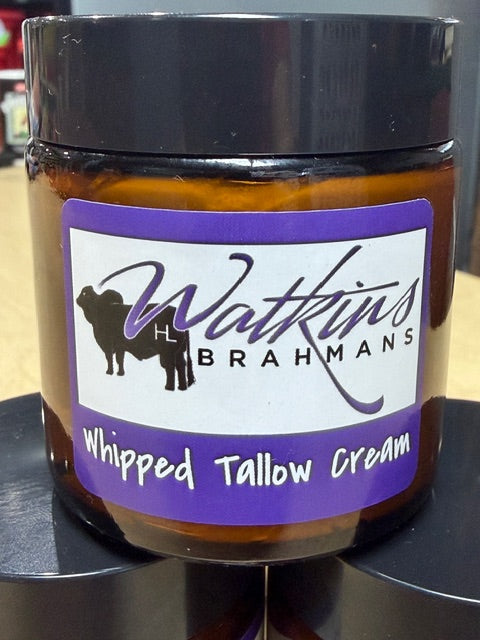 Watkins
HL
BRAHMANS
Whipped Tallow Cream